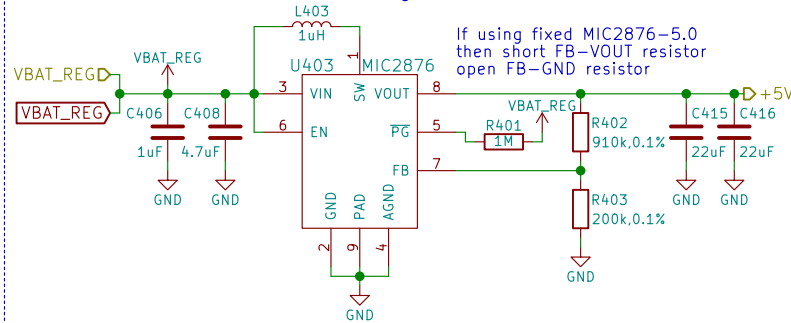 L403
1uH
If using fixed MIC2876-5.0
then short FB-VOUT resistor
open FB-GND resistor
VBAT_REG
VBAT_REG
VBAT_REG
C406
1uF
GND
C408
4.7uF
GND
U403
MIC2876
1
SW
3
VIN
6
EN
VOUT
8
PG
5
FB
7
GND
2
PAD
9
AGND
4
GND
R401
1M
VBAT_REG
R402
910k,0.1%
R403
200k,0.1%
GND
C415
22uF
GND
C416
22uF
GND
+5V